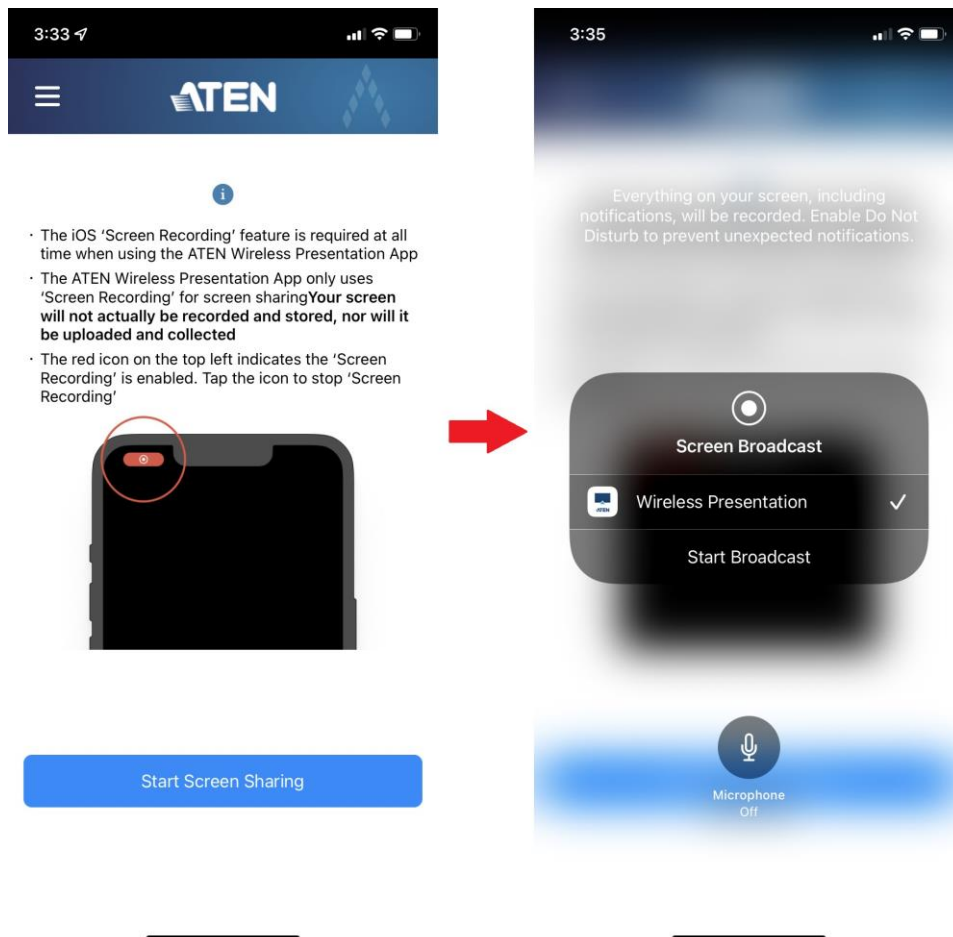 3:33
ATEN
· The iOS ‘Screen Recording’ feature is required at all
time when using the ATEN Wireless Presentation App
· The ATEN Wireless Presentation App only uses
‘Screen Recording’ for screen sharingYour screen
will not actually be recorded and stored, nor will it
be uploaded and collected
· The red icon on the top left indicates the ‘Screen
Recording’ is enabled. Tap the icon to stop ‘Screen
Recording’
Start Screen Sharing
3:35
Everything on your screen, including
notifications, will be recorded. Enable Do Not
Disturb to prevent unexpected notifications.
Screen Broadcast
ATEN
Wireless Presentation
Start Broadcast
Microphone
Off